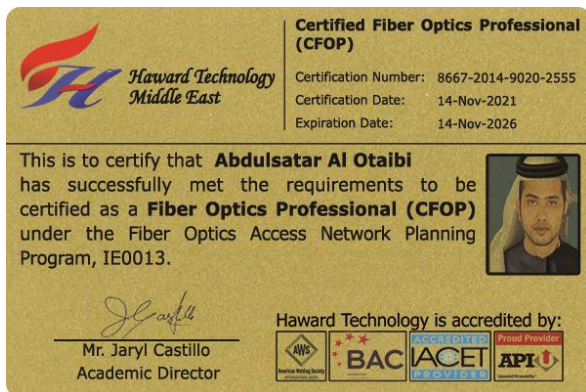 Haward Technology
Middle East
Certified Fiber Optics Professional
(CFOP)
Certification Number: 8667-2014-9020-2555
Certification Date: 14-Nov-2021
Expiration Date: 14-Nov-2026
This is to certify that Abdulsatar Al Otaibi
has successfully met the requirements to be
certified as a Fiber Optics Professional (CFOP)
under the Fiber Optics Access Network Planning
Program, IE0013.
Mr. Jaryl Castillo
Academic Director
Haward Technology is accredited by:
AWS
American Welding Society
BAC
ACCREDITED
IACET
PROVIDER
Proud Provider
API